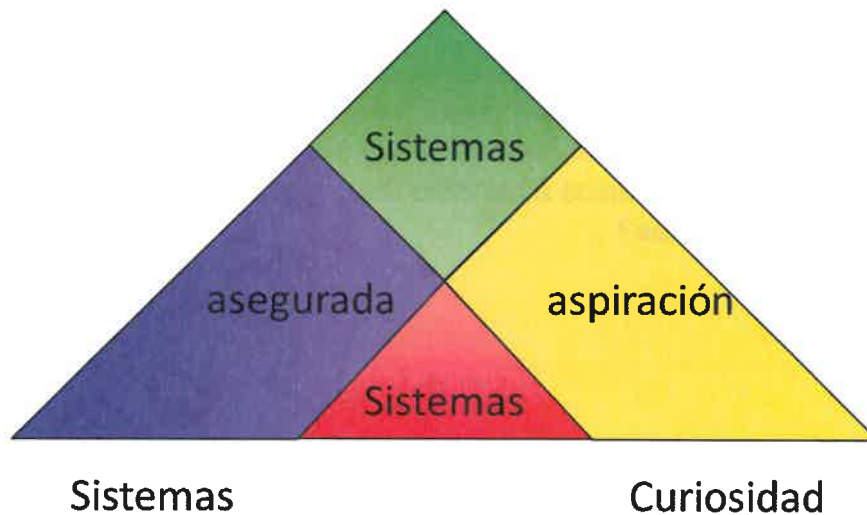 Sistemas
asegurada aspiración
Sistemas
Sistemas Curiosidad